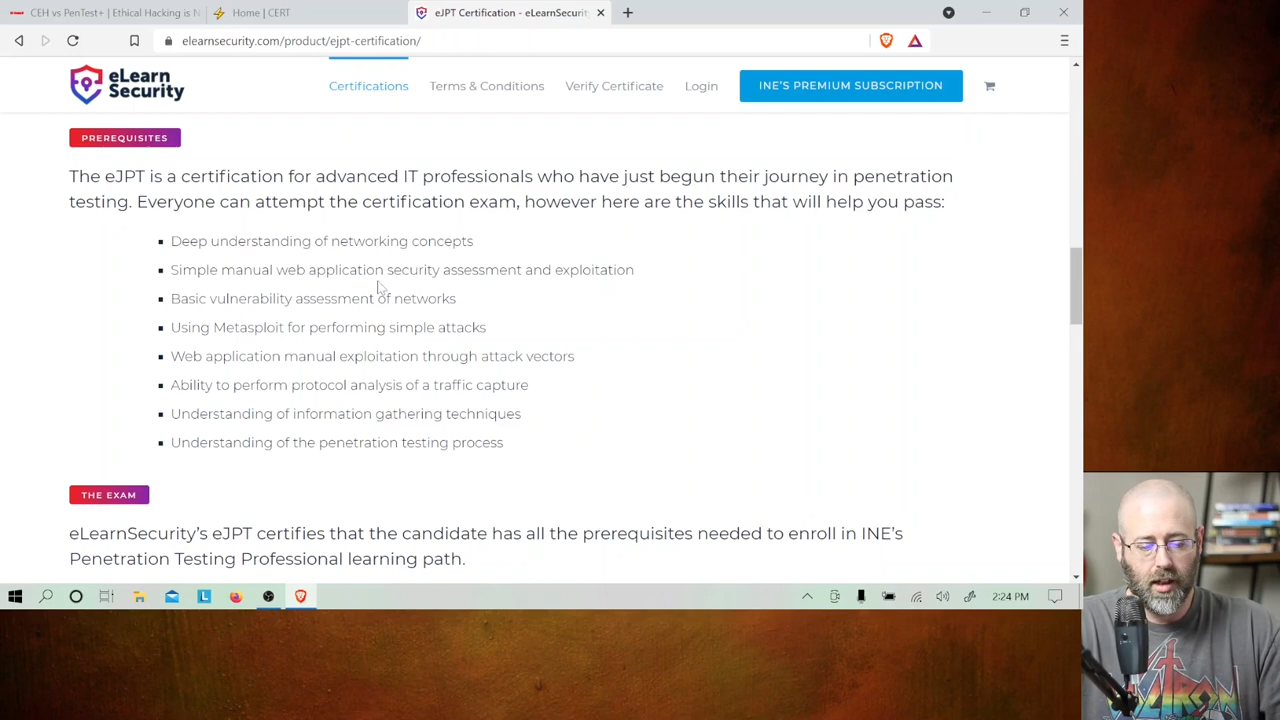 CEH vs PenTest+ | Ethical Hacking is N
Home | CERT
eJPT Certification - eLearnSecurity
elearnsecurity.com/product/ejpt-certification/
eLearn
Security
Certifications
Terms & Conditions
Verify Certificate
Login
INE'S PREMIUM SUBSCRIPTION
PREREQUISITES
The eJPT is a certification for advanced IT professionals who have just begun their journey in penetration
testing. Everyone can attempt the certification exam, however here are the skills that will help you pass:
Deep understanding of networking concepts
Simple manual web application security assessment and exploitation
Basic vulnerability assessment of networks
Using Metasploit for performing simple attacks
Web application manual exploitation through attack vectors
Ability to perform protocol analysis of a traffic capture
Understanding of information gathering techniques
Understanding of the penetration testing process
THE EXAM
eLearnSecurity's eJPT certifies that the candidate has all the prerequisites needed to enroll in INE's
Penetration Testing Professional learning path.
2:24 PM